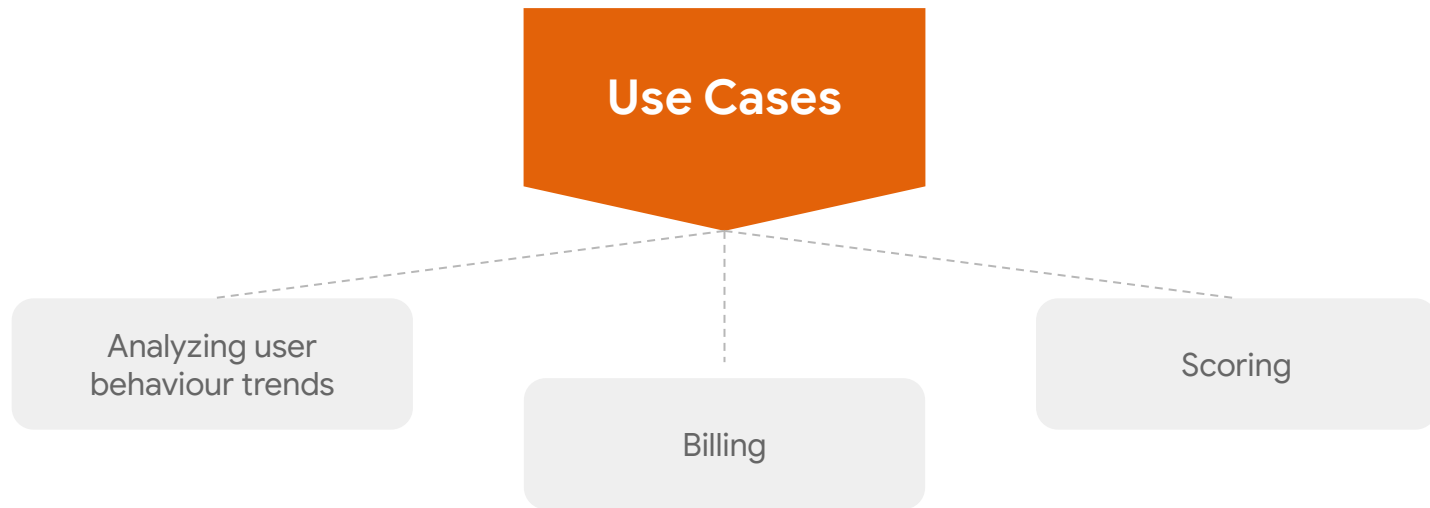 Use Cases
Analyzing user
behaviour trends
Billing
Scoring